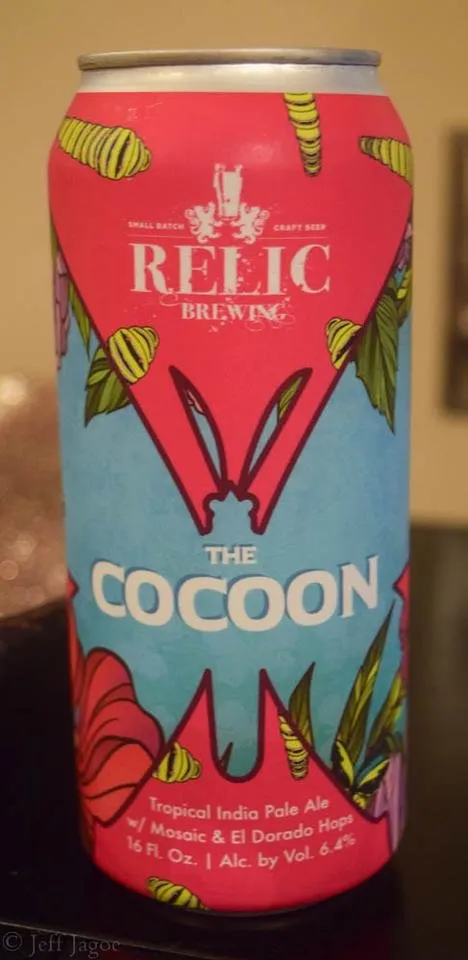 SMALL BATCH CRAFT BEER
RELIC
BREWING
THE
COCOON
Tropical India Pale Ale
w/ Mosaic & El Dorado Hops
16 Fl. Oz. | Alc. by Vol. 6.4%
© Jeff Jagoe